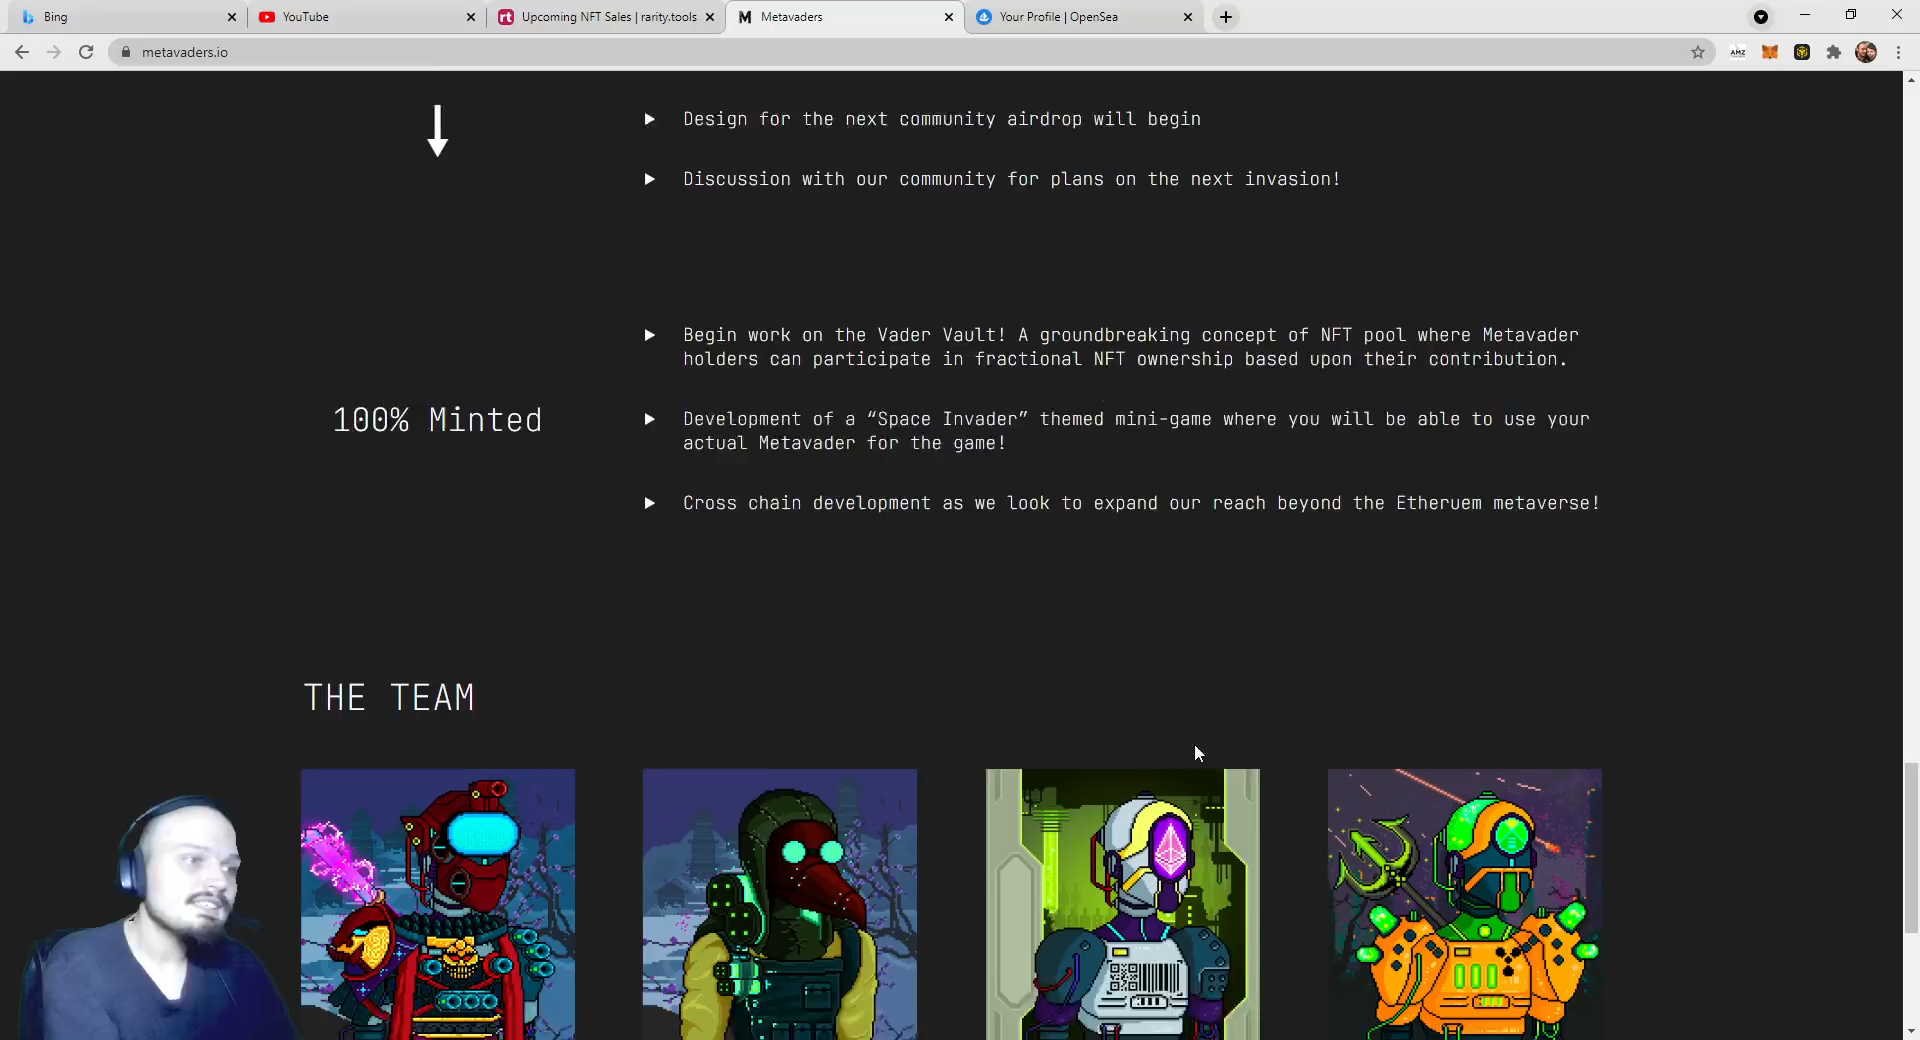 Bing
YouTube
Upcoming NFT Sales | rarity.tools
Metavaders
Your Profile | OpenSea
metavaders.io
AMZ
Design for the next community airdrop will begin
Discussion with our community for plans on the next invasion!
100% Minted
Begin work on the Vader Vault! A groundbreaking concept of NFT pool where Metavader
holders can participate in fractional NFT ownership based upon their contribution.
Development of a “Space Invader” themed mini-game where you will be able to use your
actual Metavader for the game!
Cross chain development as we look to expand our reach beyond the Etheruem metaverse!
THE TEAM